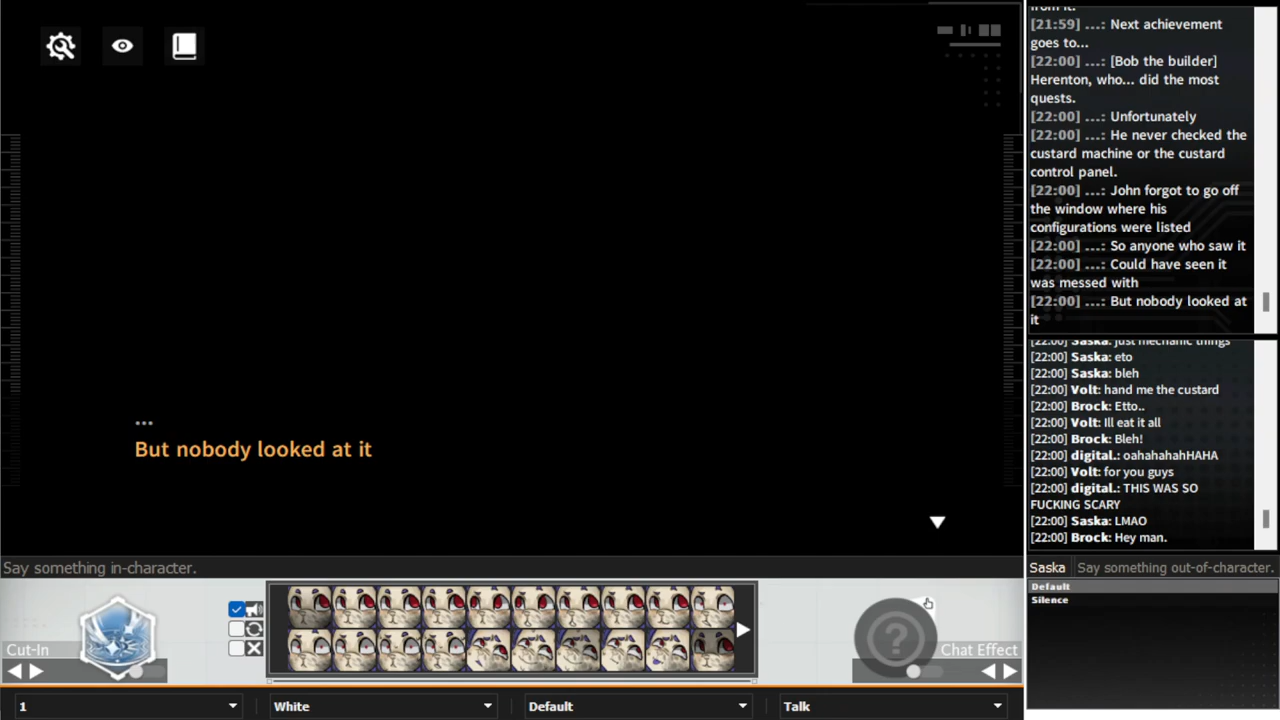 from it.
[21:59] ...: Next achievement
goes to...
[22:00] ...: [Bob the builder]
Herenton, who... did the most
quests.
[22:00] ...: Unfortunately
[22:00] ...: He never checked the
custard machine or the custard
control panel.
[22:00] ...: John forgot to go off
the window where his
configurations were listed
[22:00] ...: So anyone who saw it
[22:00] ...: Could have seen it
was messed with
[22:00] ...: But nobody looked at
it
[22:00] Saska: just mechanic things
[22:00] Saska: eto
[22:00] Saska: bleh
[22:00] Volt: hand me the custard
[22:00] Brock: Etto..
[22:00] Volt: Ill eat it all
[22:00] Brock: Bleh!
[22:00] digital.: oahahahahHAHA
[22:00] Volt: for you guys
[22:00] digital.: THIS WAS SO
FUCKING SCARY
[22:00] Saska: LMAO
[22:00] Brock: Hey man.
...
But nobody looked at it
Say something in-character.
Saska Say something out-of-character.
Default
Silence
Cut-In
Chat Effect
1
White
Default
Talk